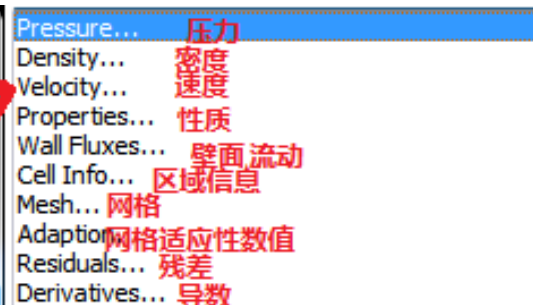 Pressure... 压力
Density... 密度
Velocity... 速度
Properties... 性质
Wall Fluxes... 壁面流动
Cell Info... 区域信息
Mesh... 网格
Adaption... 网格适应性数值
Residuals... 残差
Derivatives... 导数